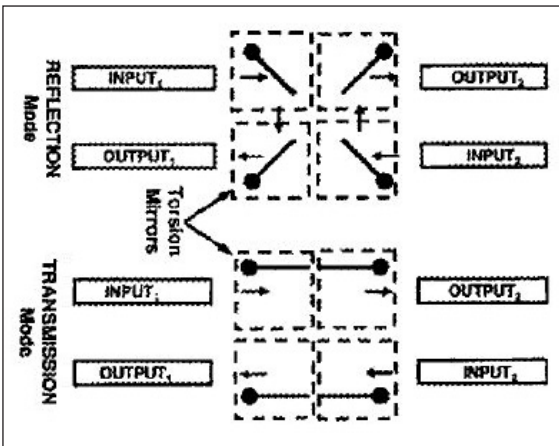 REFLECTION
Mode
INPUT₁
OUTPUT₂
OUTPUT₁
INPUT₂
Torsion
Mirrors
TRANSMISSION
Mode
INPUT₁
OUTPUT₂
OUTPUT₁
INPUT₂